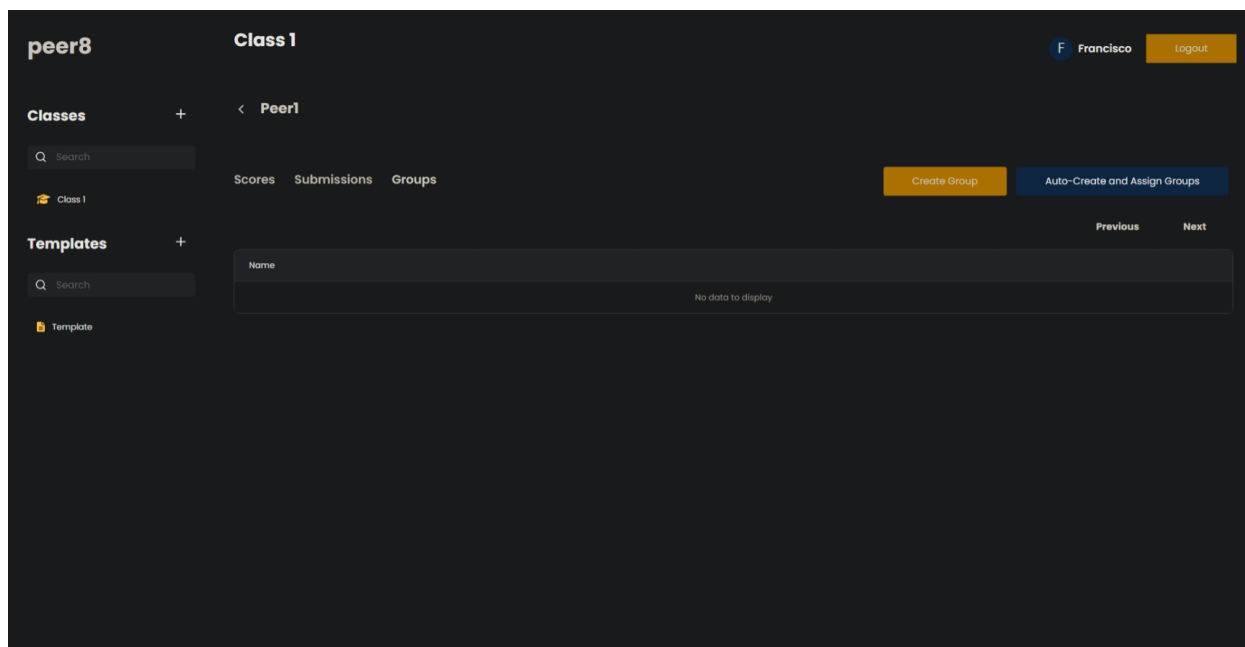 peer8
Class 1
F Francisco Logout
Classes +
< Peer1
Search
Scores Submissions Groups Create Group Auto-Create and Assign Groups
Class 1
Previous Next
Templates +
Name
Search
No data to display
Template